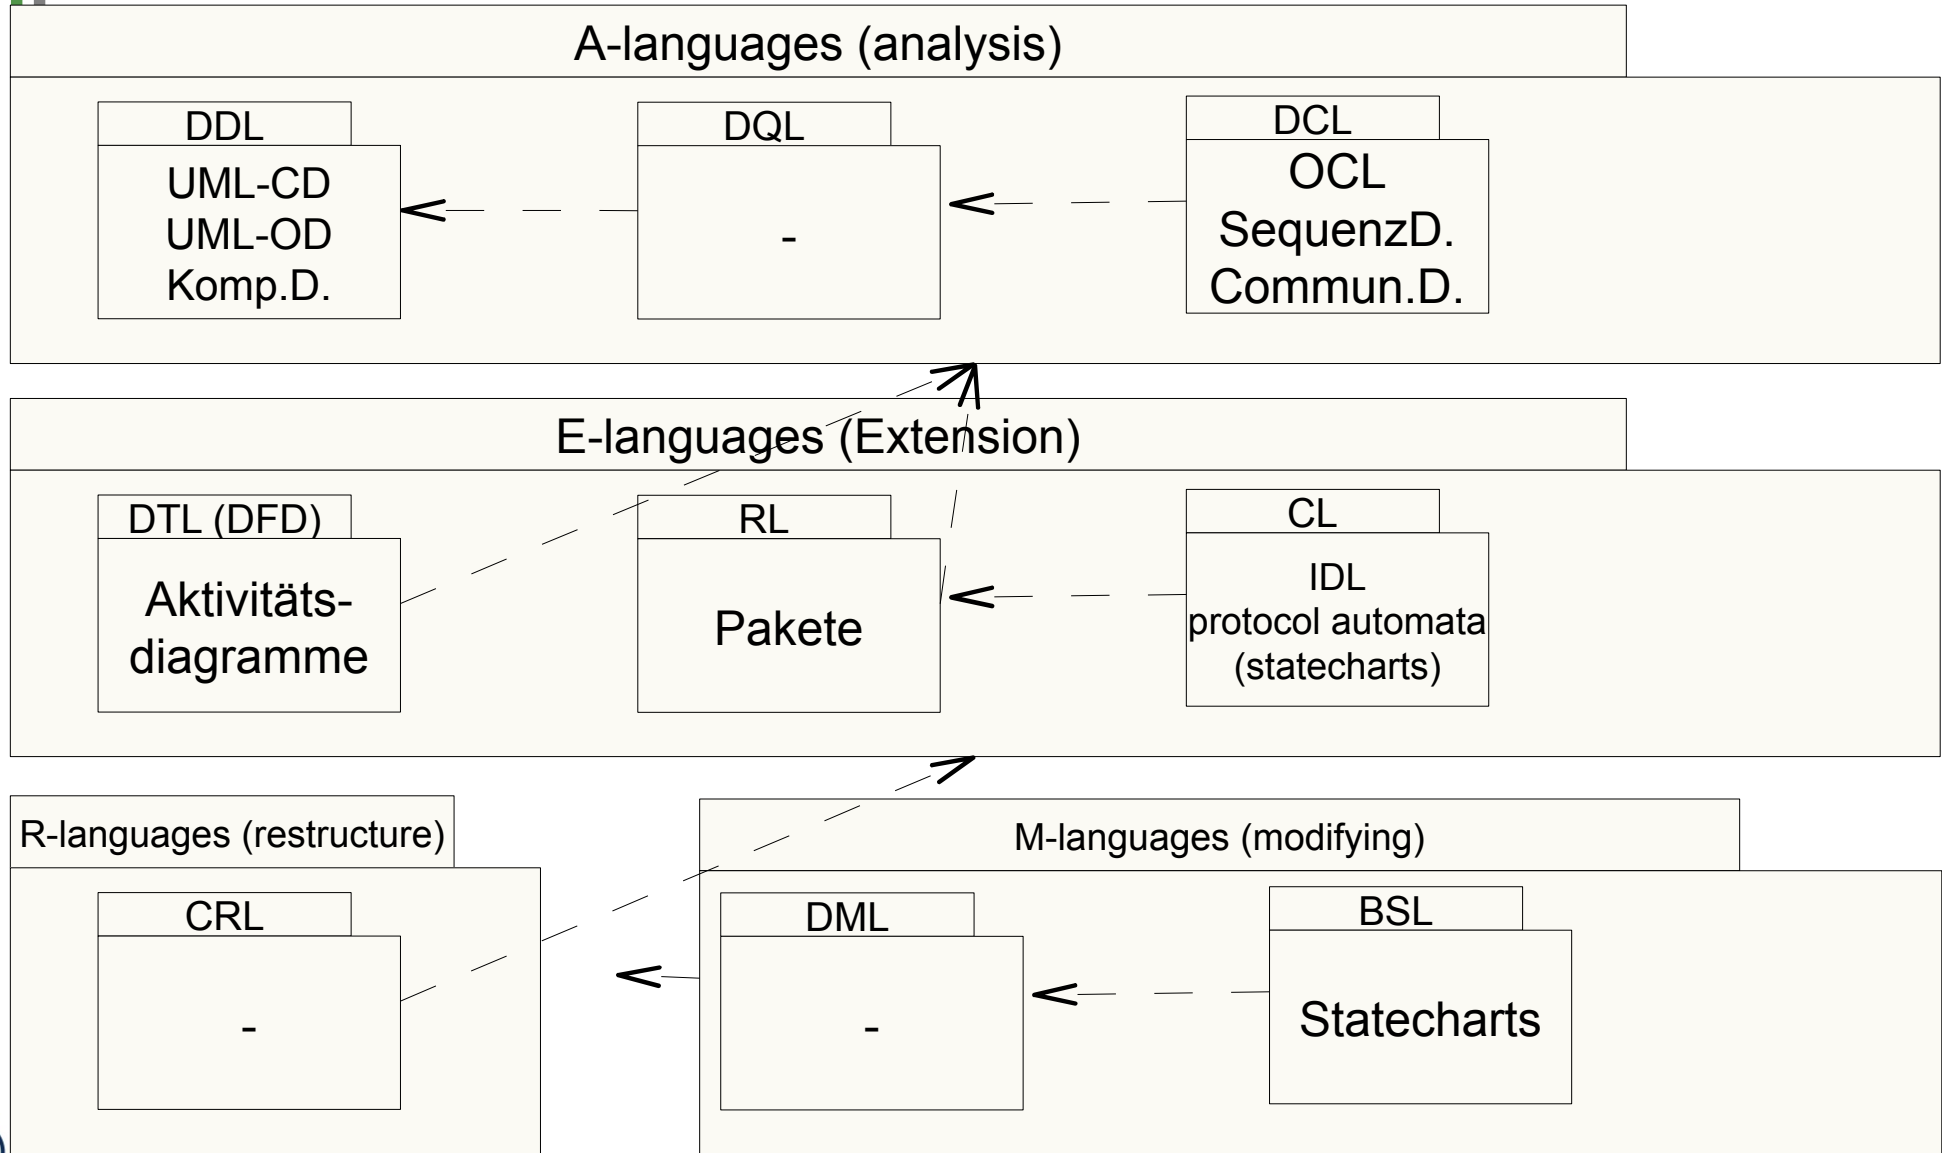 A-languages (analysis)
DDL
UML-CD
UML-OD
Komp.D.
DQL
-
DCL
OCL
SequenzD.
Commun.D.
E-languages (Extension)
DTL (DFD)
Aktivitäts-
diagramme
RL
Pakete
CL
IDL
protocol automata
(statecharts)
R-languages (restructure)
CRL
-
M-languages (modifying)
DML
-
BSL
Statecharts